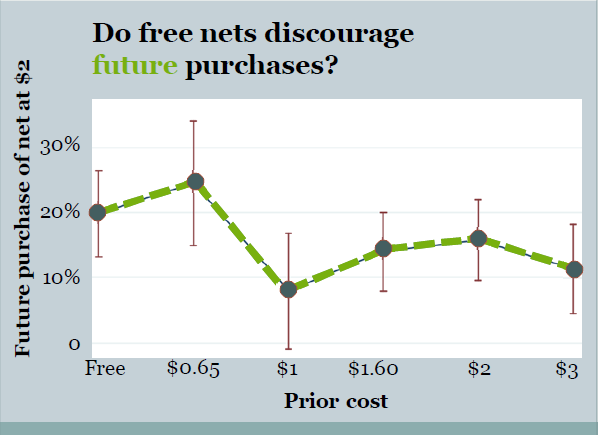 Do free nets discourage
future purchases?
Future purchase of net at $2
30%
20%
10%
0
Free $0.65 $1 $1.60 $2 $3
Prior cost